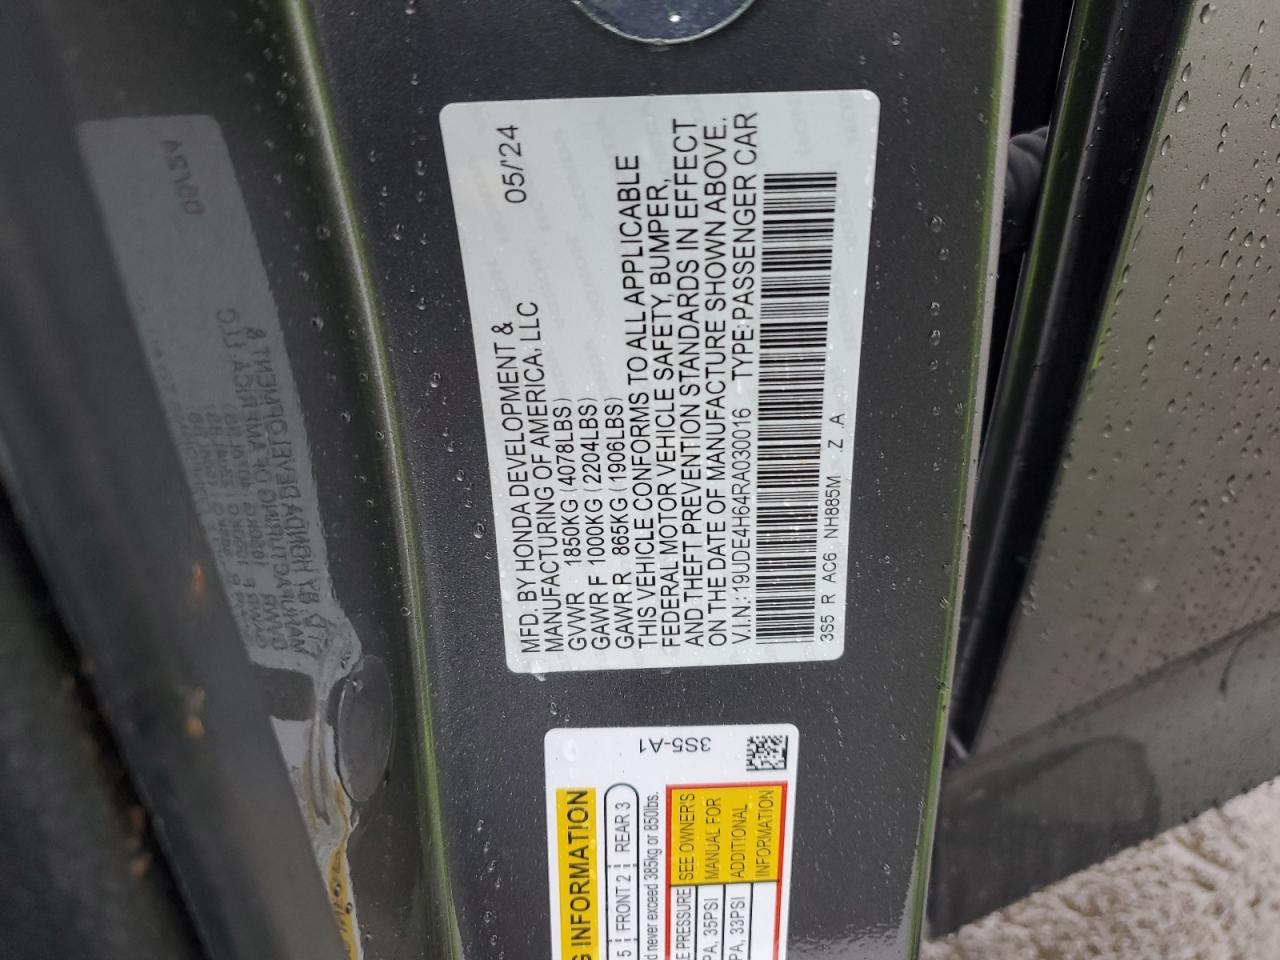 MFD. BY HONDA DEVELOPMENT &
MANUFACTURING OF AMERICA, LLC 05/'24
GVWR 1850KG (4078LBS)
GAWR F 1000KG (2204LBS)
GAWR R 865KG (1906LBS)
THIS VEHICLE CONFORMS TO ALL APPLICABLE
FEDERAL MOTOR VEHICLE SAFETY, BUMPER,
AND THEFT PREVENTION STANDARDS IN EFFECT
ON THE DATE OF MANUFACTURE SHOWN ABOVE.
V.I.N.: 19UDE4H64RA030016 TYPE: PASSENGER CAR
3S5 R AC6 NH885M .Z .A
INFORMATION
5 FRONT 2 REAR 3
never exceed 385kg or 850lbs.
PRESSURE
PA, 35PSI
PA, 33PSI
SEE OWNER'S
MANUAL FOR
ADDITIONAL
INFORMATION
3S5-A1